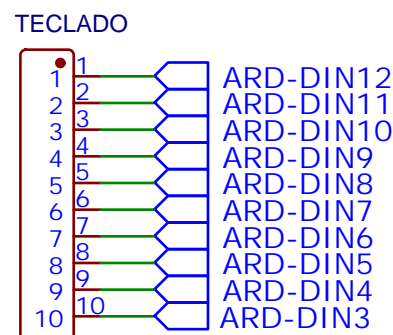 TECLADO
1 1 ARD-DIN12
2 2 ARD-DIN11
3 3 ARD-DIN10
4 4 ARD-DIN9
5 5 ARD-DIN8
6 6 ARD-DIN7
7 7 ARD-DIN6
8 8 ARD-DIN5
9 9 ARD-DIN4
10 10 ARD-DIN3